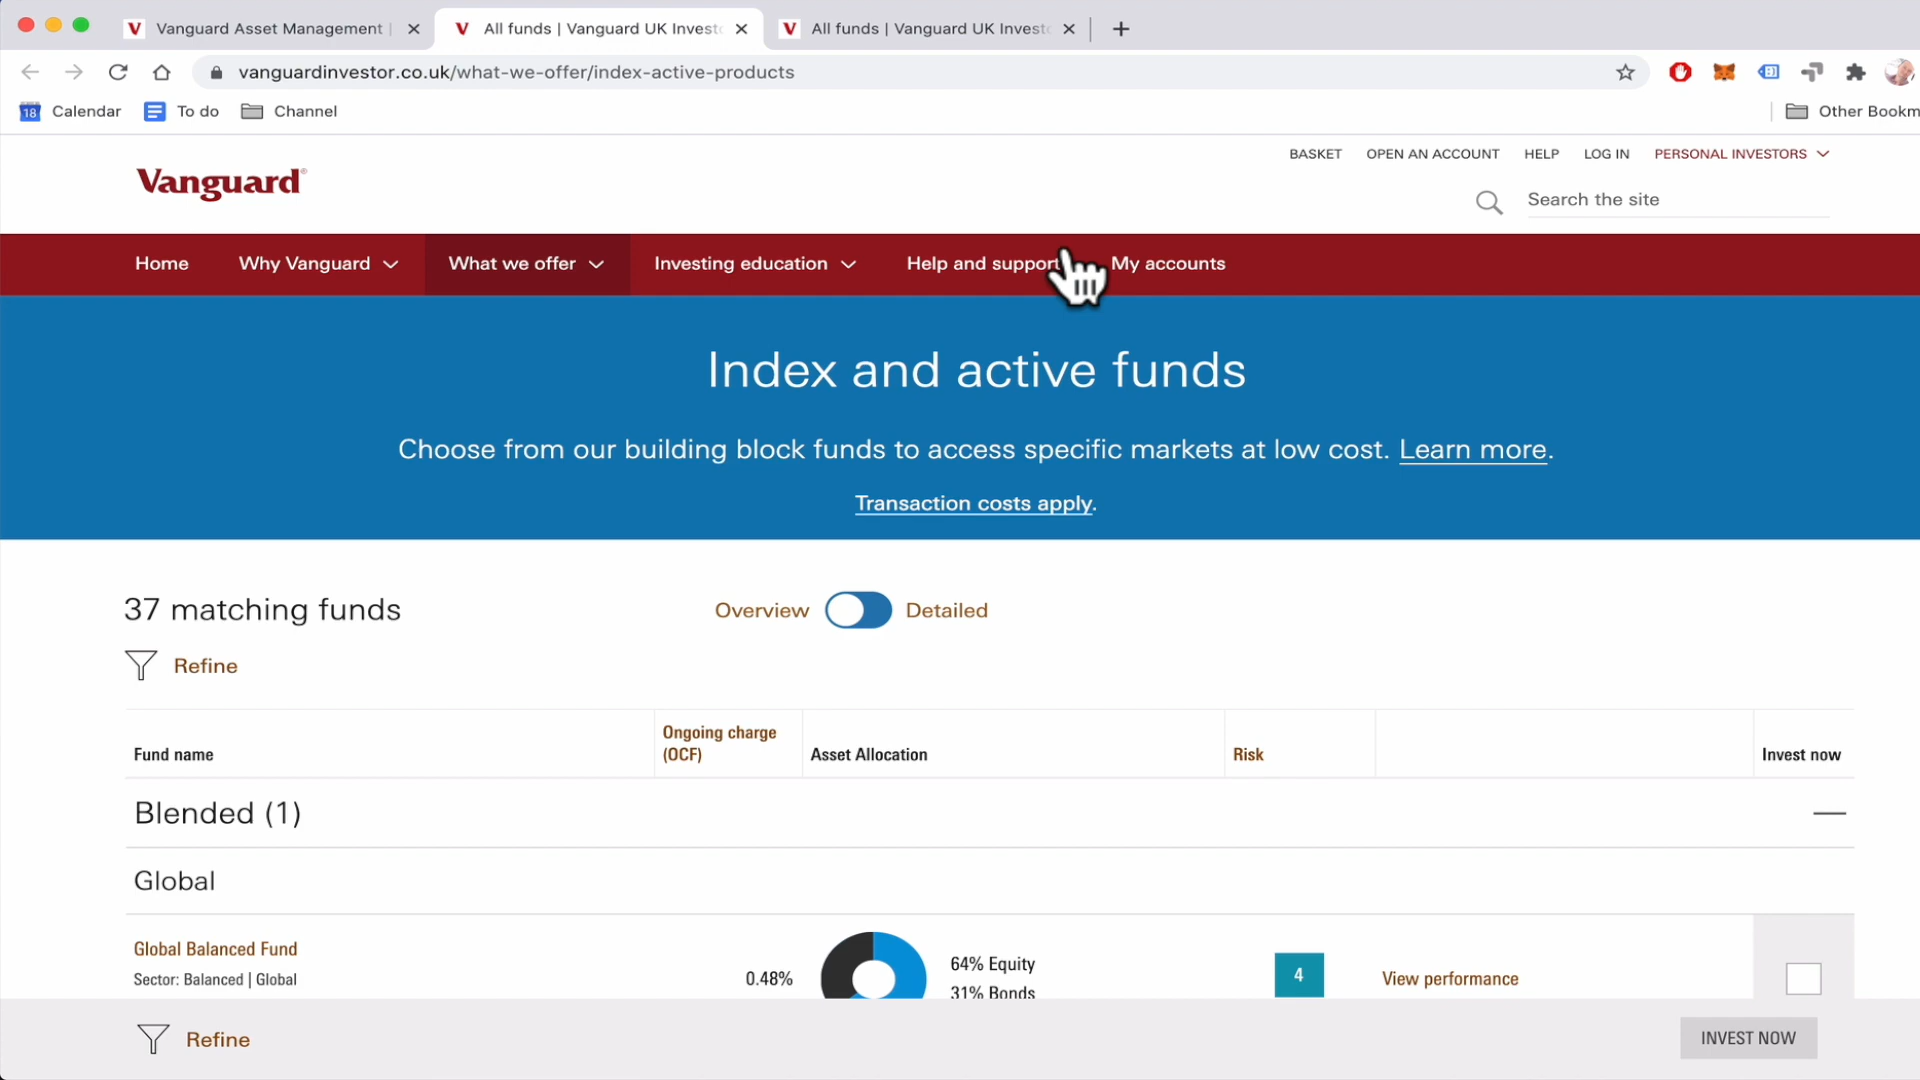 Vanguard Asset Management |
All funds | Vanguard UK Invest
All funds | Vanguard UK Invest
vanguardinvestor.co.uk/what-we-offer/index-active-products
18 Calendar
To do
Channel
Other Bookm
BASKET
OPEN AN ACCOUNT
HELP
LOG IN
PERSONAL INVESTORS
Vanguard®
Search the site
Home
Why Vanguard
What we offer
Investing education
Help and support
My accounts
Index and active funds
Choose from our building block funds to access specific markets at low cost. Learn more.
Transaction costs apply.
37 matching funds
Overview
Detailed
Refine
Fund name
Ongoing charge
(OCF)
Asset Allocation
Risk
Invest now
Blended (1)
Global
Global Balanced Fund
Sector: Balanced | Global
0.48%
64% Equity
31% Bonds
4
View performance
Refine
INVEST NOW